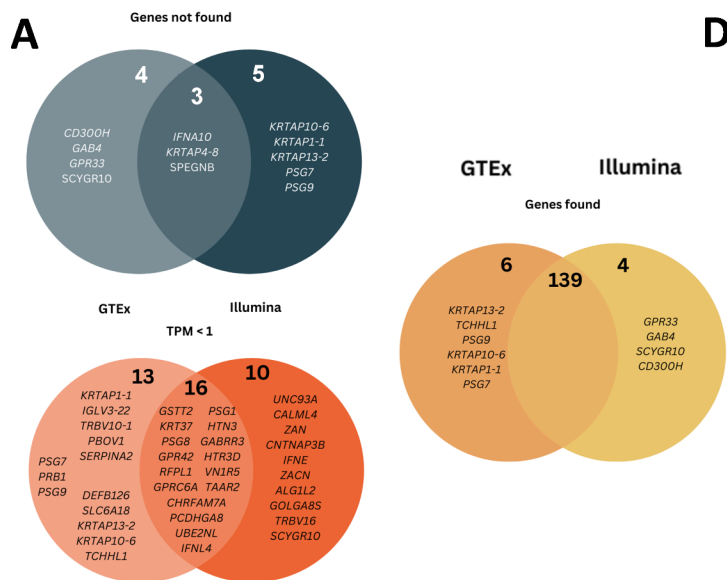 Genes not found
A
D
4
3
5
CD300H
GAB4
GPR33
SCYGR10
IFNA10
KRTAP4-8
SPEGNB
KRTAP10-6
KRTAP1-1
KRTAP13-2
PSG7
PSG9
GTEx
Illumina
TPM < 1
13
16
10
KRTAP1-1
IGLV3-22
TRBV10-1
PBOV1
SERPINA2
PSG7
PRB1
PSG9
DEFB126
SLC6A18
KRTAP13-2
KRTAP10-6
TCHHL1
GSTT2 PSG1
KRT37 HTN3
PSG8 GABRR3
GPR42 HTR3D
RFPL1 VN1R5
GPRC6A TAAR2
CHRFAM7A
PCDHGA8
UBE2NL
IFNL4
UNC93A
CALML4
ZAN
CNTNAP3B
IFNE
ZACN
ALG1L2
GOLGA8S
TRBV16
SCYGR10
GTEx
Illumina
Genes found
6
139
4
KRTAP13-2
TCHHL1
PSG9
KRTAP10-6
KRTAP1-1
PSG7
GPR33
GAB4
SCYGR10
CD300H